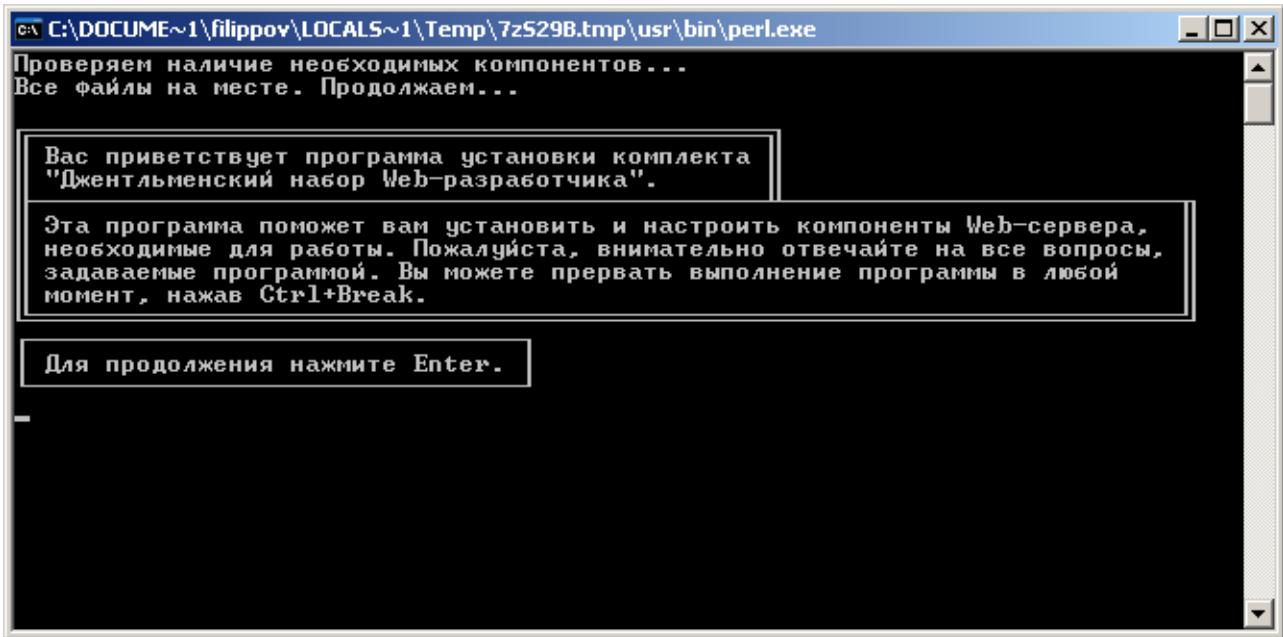 C:\DOCUME~1\filippov\LOCALS~1\Temp\7zS29B.tmp\usr\bin\perl.exe
Проверяем наличие необходимых компонентов...
Все файлы на месте. Продолжаем...
Вас приветствует программа установки комплекта
"Джентльменский набор Web-разработчика".
Эта программа поможет вам установить и настроить компоненты Web-сервера,
необходимые для работы. Пожалуйста, внимательно отвечайте на все вопросы,
задаваемые программой. Вы можете прервать выполнение программы в любой
момент, нажав Ctrl+Break.
Для продолжения нажмите Enter.